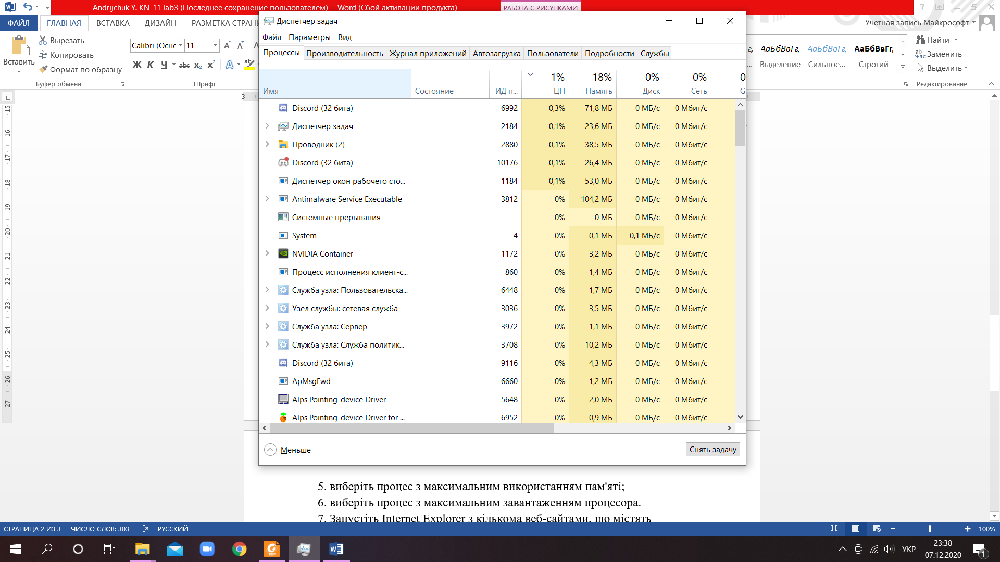 Andrijchuk Y. KN-11 lab3 (Последнее сохранение пользователем) - Word (Сбой активации продукта)
РАБОТА С РИСУНКАМИ
ФАЙЛ ГЛАВНАЯ ВСТАВКА ДИЗАЙН РАЗМЕТКА СТРАНИ
Учетная запись Майкрософт
Вставить
Вырезать
Копировать
Формат по образцу
Буфер обмена
Calibri (Оснс 11
Ж К Ч abc x₂ x²
Шрифт
АаБбВвГг, АаБбВвГг, АаБбВвГг,
Выделение Сильное... Строгий
Найти
Заменить
Выделить
Редактирование
Диспетчер задач
Файл Параметры Вид
Процессы Производительность Журнал приложений Автозагрузка Пользователи Подробности Службы
1% 18% 0% 0% 0
Имя Состояние ИД п... ЦП Память Диск Сеть G
Discord (32 бита) 6992 0,3% 71,8 МБ 0 МБ/с 0 Мбит/с
Диспетчер задач 2184 0,1% 23,6 МБ 0 МБ/с 0 Мбит/с
Проводник (2) 2880 0,1% 38,5 МБ 0 МБ/с 0 Мбит/с
Discord (32 бита) 10176 0,1% 26,4 МБ 0 МБ/с 0 Мбит/с
Диспетчер окон рабочего сто... 1184 0,1% 53,0 МБ 0 МБ/с 0 Мбит/с
Antimalware Service Executable 3812 0% 104,2 МБ 0 МБ/с 0 Мбит/с
Системные прерывания - 0% 0 МБ 0 МБ/с 0 Мбит/с
System 4 0% 0,1 МБ 0,1 МБ/с 0 Мбит/с
NVIDIA Container 1172 0% 3,2 МБ 0 МБ/с 0 Мбит/с
Процесс исполнения клиент-с... 860 0% 1,4 МБ 0 МБ/с 0 Мбит/с
Служба узла: Пользовательска... 6448 0% 1,7 МБ 0 МБ/с 0 Мбит/с
Узел службы: сетевая служба 3036 0% 3,5 МБ 0 МБ/с 0 Мбит/с
Служба узла: Сервер 3972 0% 1,1 МБ 0 МБ/с 0 Мбит/с
Служба узла: Служба политик... 3708 0% 10,2 МБ 0 МБ/с 0 Мбит/с
Discord (32 бита) 9116 0% 4,3 МБ 0 МБ/с 0 Мбит/с
ApMsgFwd 6660 0% 1,2 МБ 0 МБ/с 0 Мбит/с
Alps Pointing-device Driver 5648 0% 2,0 МБ 0 МБ/с 0 Мбит/с
Alps Pointing-device Driver for ... 6952 0% 0,9 МБ 0 МБ/с 0 Мбит/с
Меньше
Снять задачу
5. виберіть процес з максимальним використанням пам'яті;
6. виберіть процес з максимальним завантаженням процесора.
7. Запустіть Internet Explorer з кількома веб-сайтами, що містять
СТРАНИЦА 2 ИЗ 3 ЧИСЛО СЛОВ: 303 РУССКИЙ
100%
УКР
23:38
07.12.2020
1